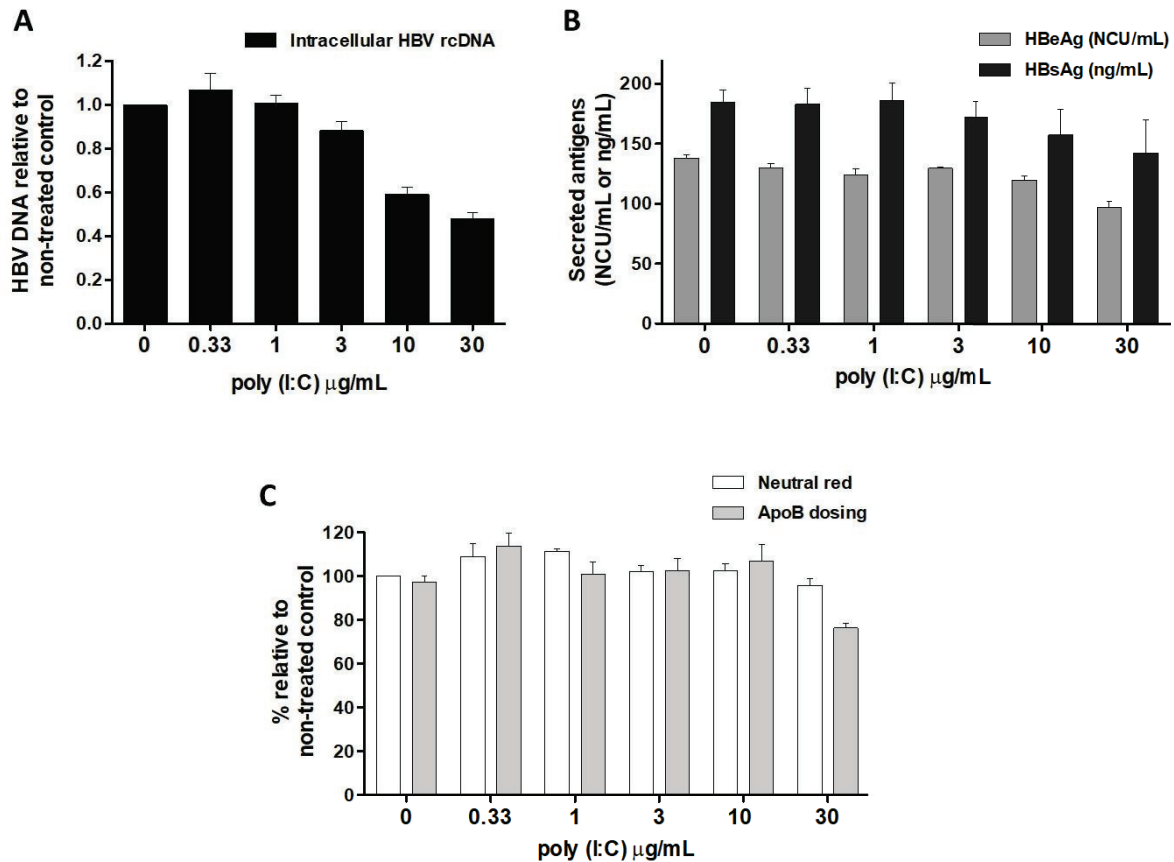 A
Intracellular HBV rcDNA
HBV DNA relative to
non-treated control
1.2
1.0
0.8
0.6
0.4
0.2
0.0
0 0.33 1 3 10 30
poly (I:C) μg/mL
B
HBeAg (NCU/mL)
HBsAg (ng/mL)
Secreted antigens
(NCU/mL or ng/mL)
200
150
100
50
0
0 0.33 1 3 10 30
poly (I:C) μg/mL
C
Neutral red
ApoB dosing
% relative to
non-treated control
120
100
80
60
40
20
0
0 0.33 1 3 10 30
poly (I:C) μg/mL